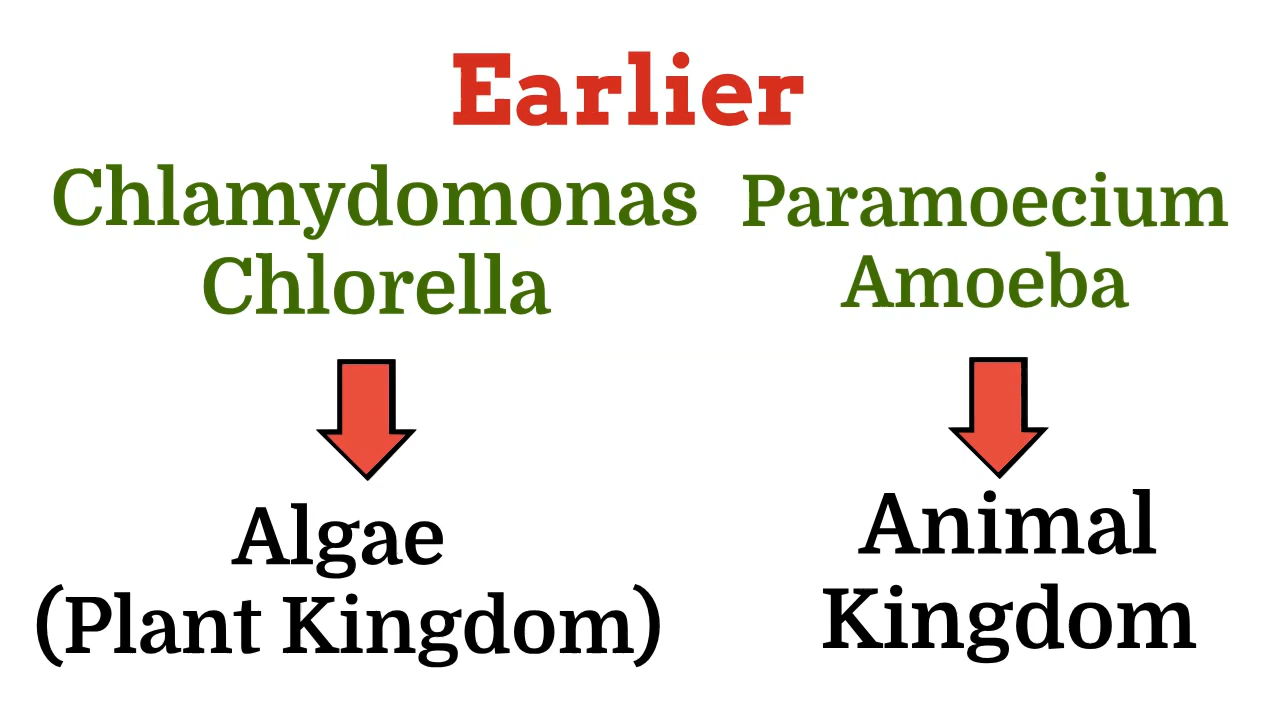 Earlier
Chlamydomonas
Chlorella
Paramoecium
Amoeba
Algae
(Plant Kingdom)
Animal
Kingdom